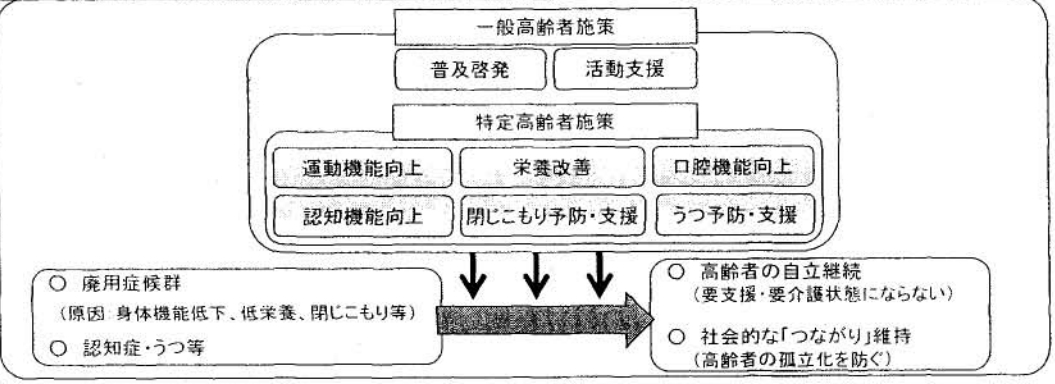 一般高齢者施策
普及啓発 活動支援
特定高齢者施策
運動機能向上 栄養改善 口腔機能向上
認知機能向上 閉じこもり予防・支援 うつ予防・支援
○ 廃用症候群
(原因:身体機能低下、低栄養、閉じこもり等)
○ 認知症・うつ等
○ 高齢者の自立継続
(要支援・要介護状態にならない)
○ 社会的な「つながり」維持
(高齢者の孤立化を防ぐ)